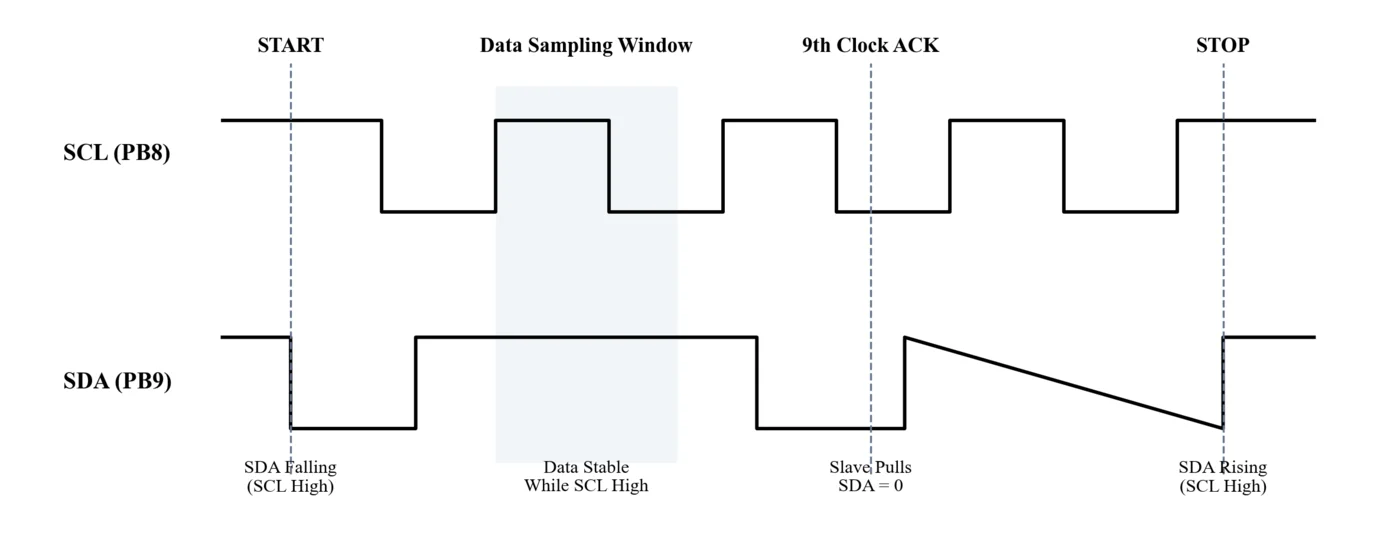 START
Data Sampling Window
9th Clock ACK
STOP
SCL (PB8)
SDA (PB9)
SDA Falling
(SCL High)
Data Stable
While SCL High
Slave Pulls
SDA = 0
SDA Rising
(SCL High)